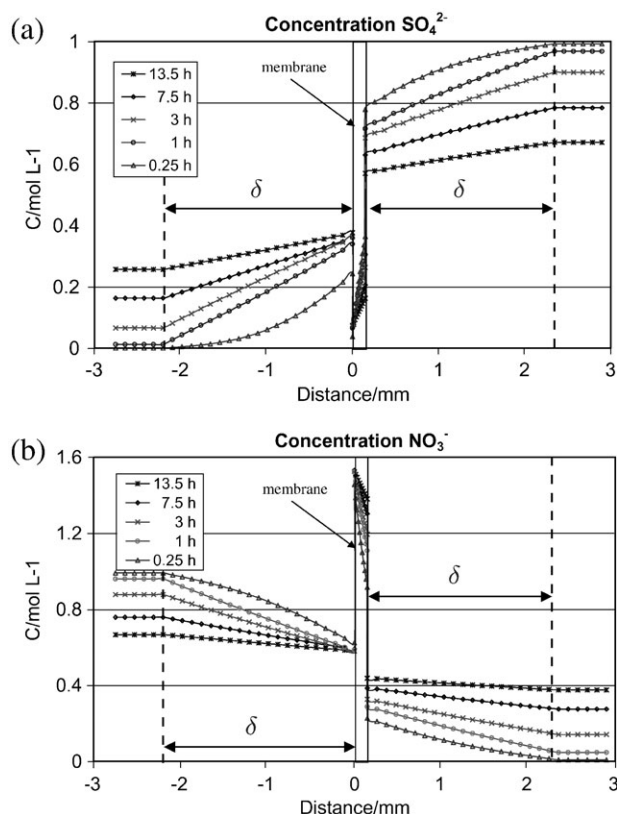 (a)
Concentration SO₄²⁻
C/mol L-1
1
0.8
0.6
0.4
0.2
0
13.5 h
7.5 h
3 h
1 h
0.25 h
membrane
δ
δ
-3
-2
-1
0
1
2
3
Distance/mm
(b)
Concentration NO₃⁻
C/mol L-1
1.6
1.2
0.8
0.4
0
13.5 h
7.5 h
3 h
1 h
0.25 h
membrane
δ
δ
-3
-2
-1
0
1
2
3
Distance/mm